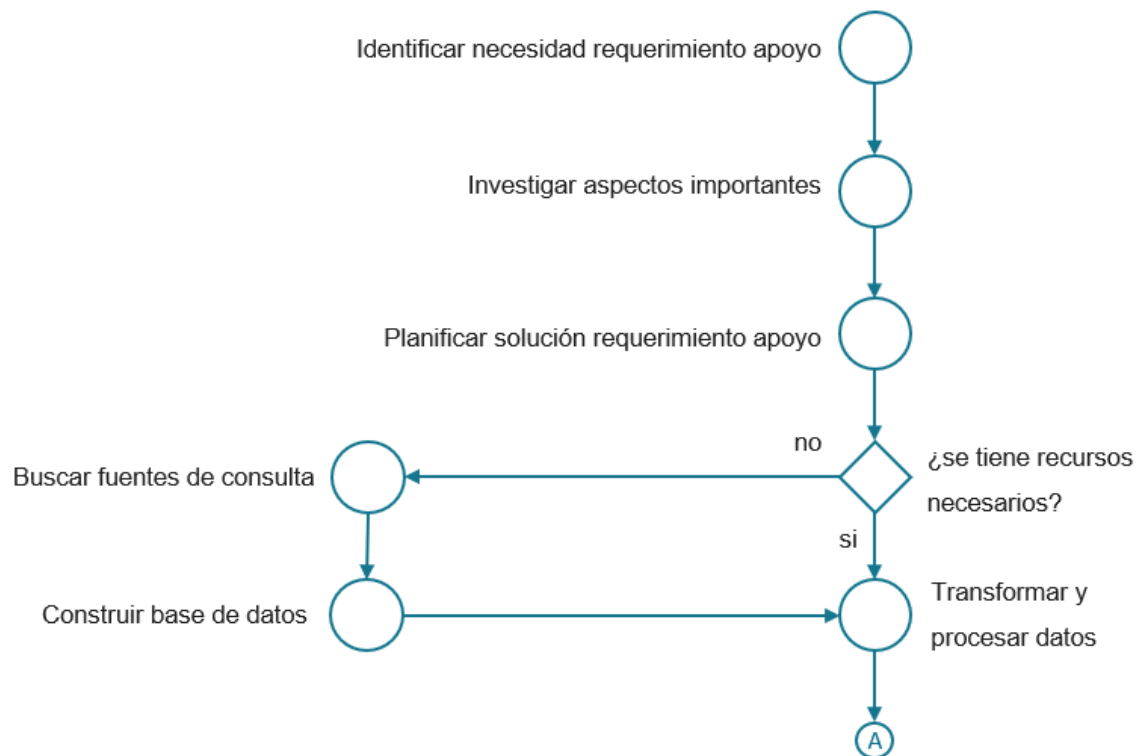 Identificar necesidad requerimiento apoyo
Investigar aspectos importantes
Planificar solución requerimiento apoyo
no
¿se tiene recursos
necesarios?
Buscar fuentes de consulta
si
Construir base de datos
Transformar y
procesar datos
A